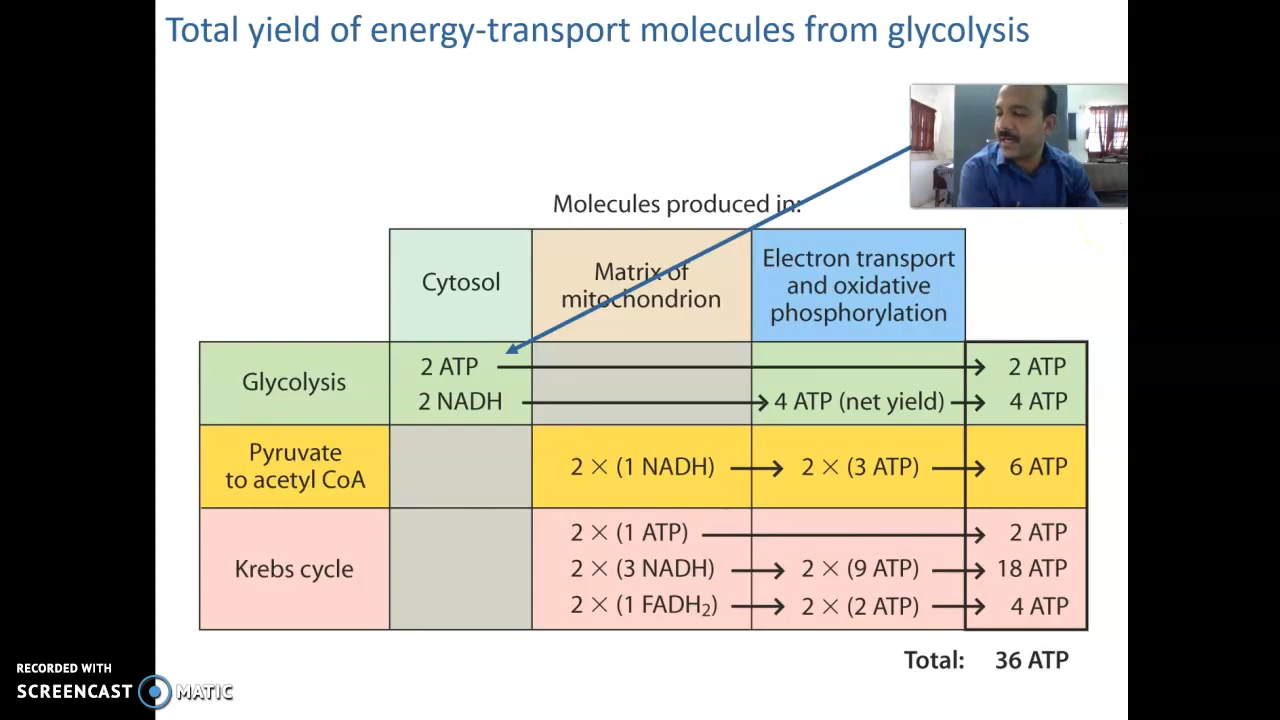 Total yield of energy-transport molecules from glycolysis
Molecules produced in:
Cytosol
Matrix of
mitochondrion
Electron transport
and oxidative
phosphorylation
Glycolysis
2 ATP
2 ATP
2 NADH
4 ATP (net yield)
4 ATP
Pyruvate
to acetyl CoA
2 × (1 NADH)
2 × (3 ATP)
6 ATP
Krebs cycle
2 × (1 ATP)
2 ATP
2 × (3 NADH)
2 × (9 ATP)
18 ATP
2 × (1 FADH₂)
2 × (2 ATP)
4 ATP
Total: 36 ATP
RECORDED WITH
SCREENCAST MATIC